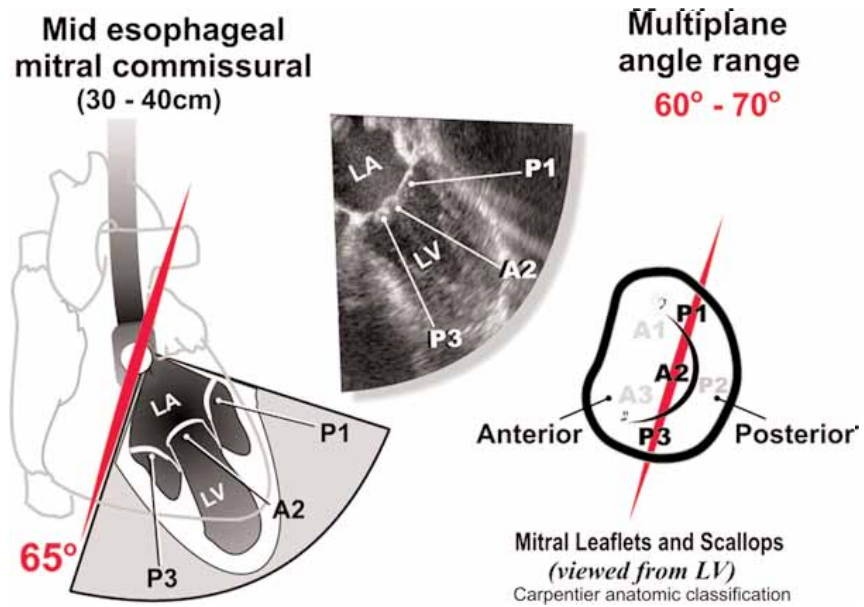 Mid esophageal
mitral commissural
(30 - 40cm)
Multiplane
angle range
60° - 70°
LA
P1
LV
A2
P3
LA
P1
LV
A2
P3
65°
A1
P1
A2
P2
A3
P3
Anterior
Posterior
Mitral Leaflets and Scallops
(viewed from LV)
Carpentier anatomic classification